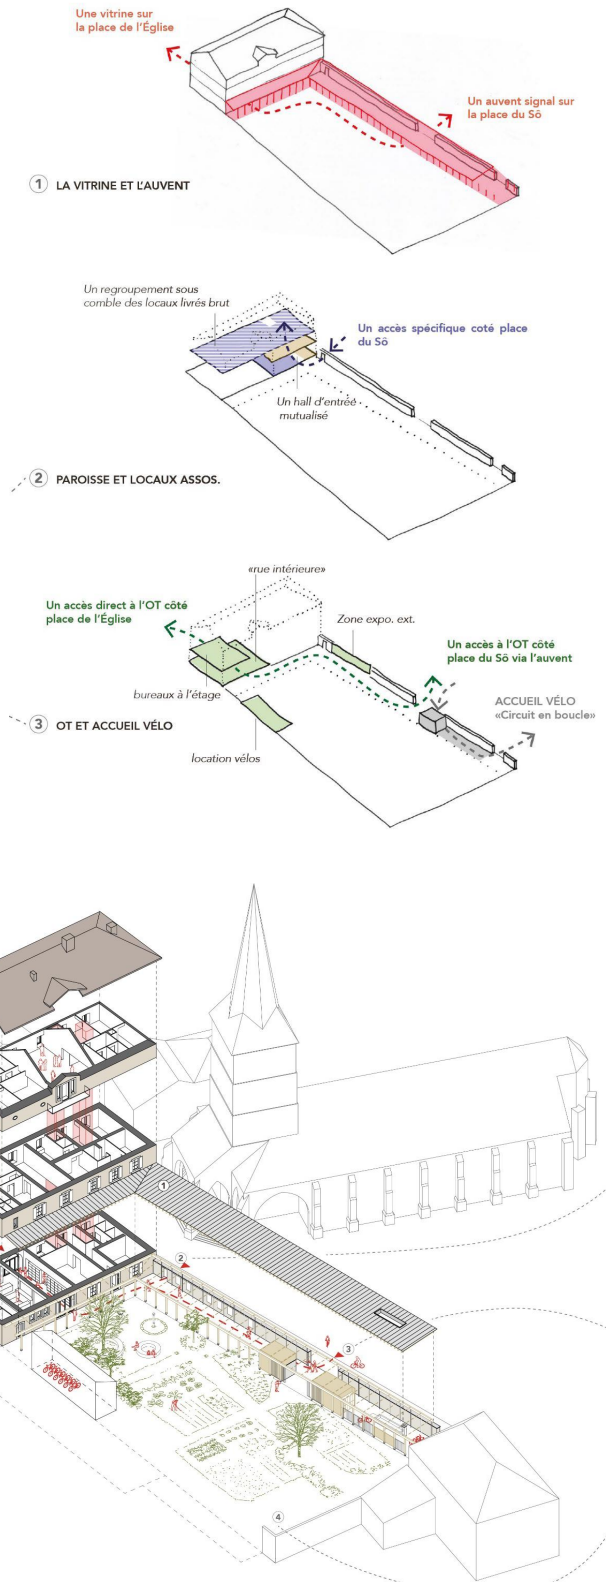 Une vitrine sur
la place de l'Église
Un auvent signal sur
la place du Sô
1 LA VITRINE ET L'AUVENT
Un regroupement sous
comble des locaux livrés brut
Un accès spécifique coté place
du Sô
Un hall d'entrée
mutualisé
2 PAROISSE ET LOCAUX ASSOS.
«rue intérieure»
Un accès direct à l'OT côté
place de l'Église
Zone expo. ext.
Un accès à l'OT côté
place du Sô via l'auvent
bureaux à l'étage
ACCUEIL VÉLO
«Circuit en boucle»
3 OT ET ACCUEIL VÉLO
location vélos
1
2
3
4